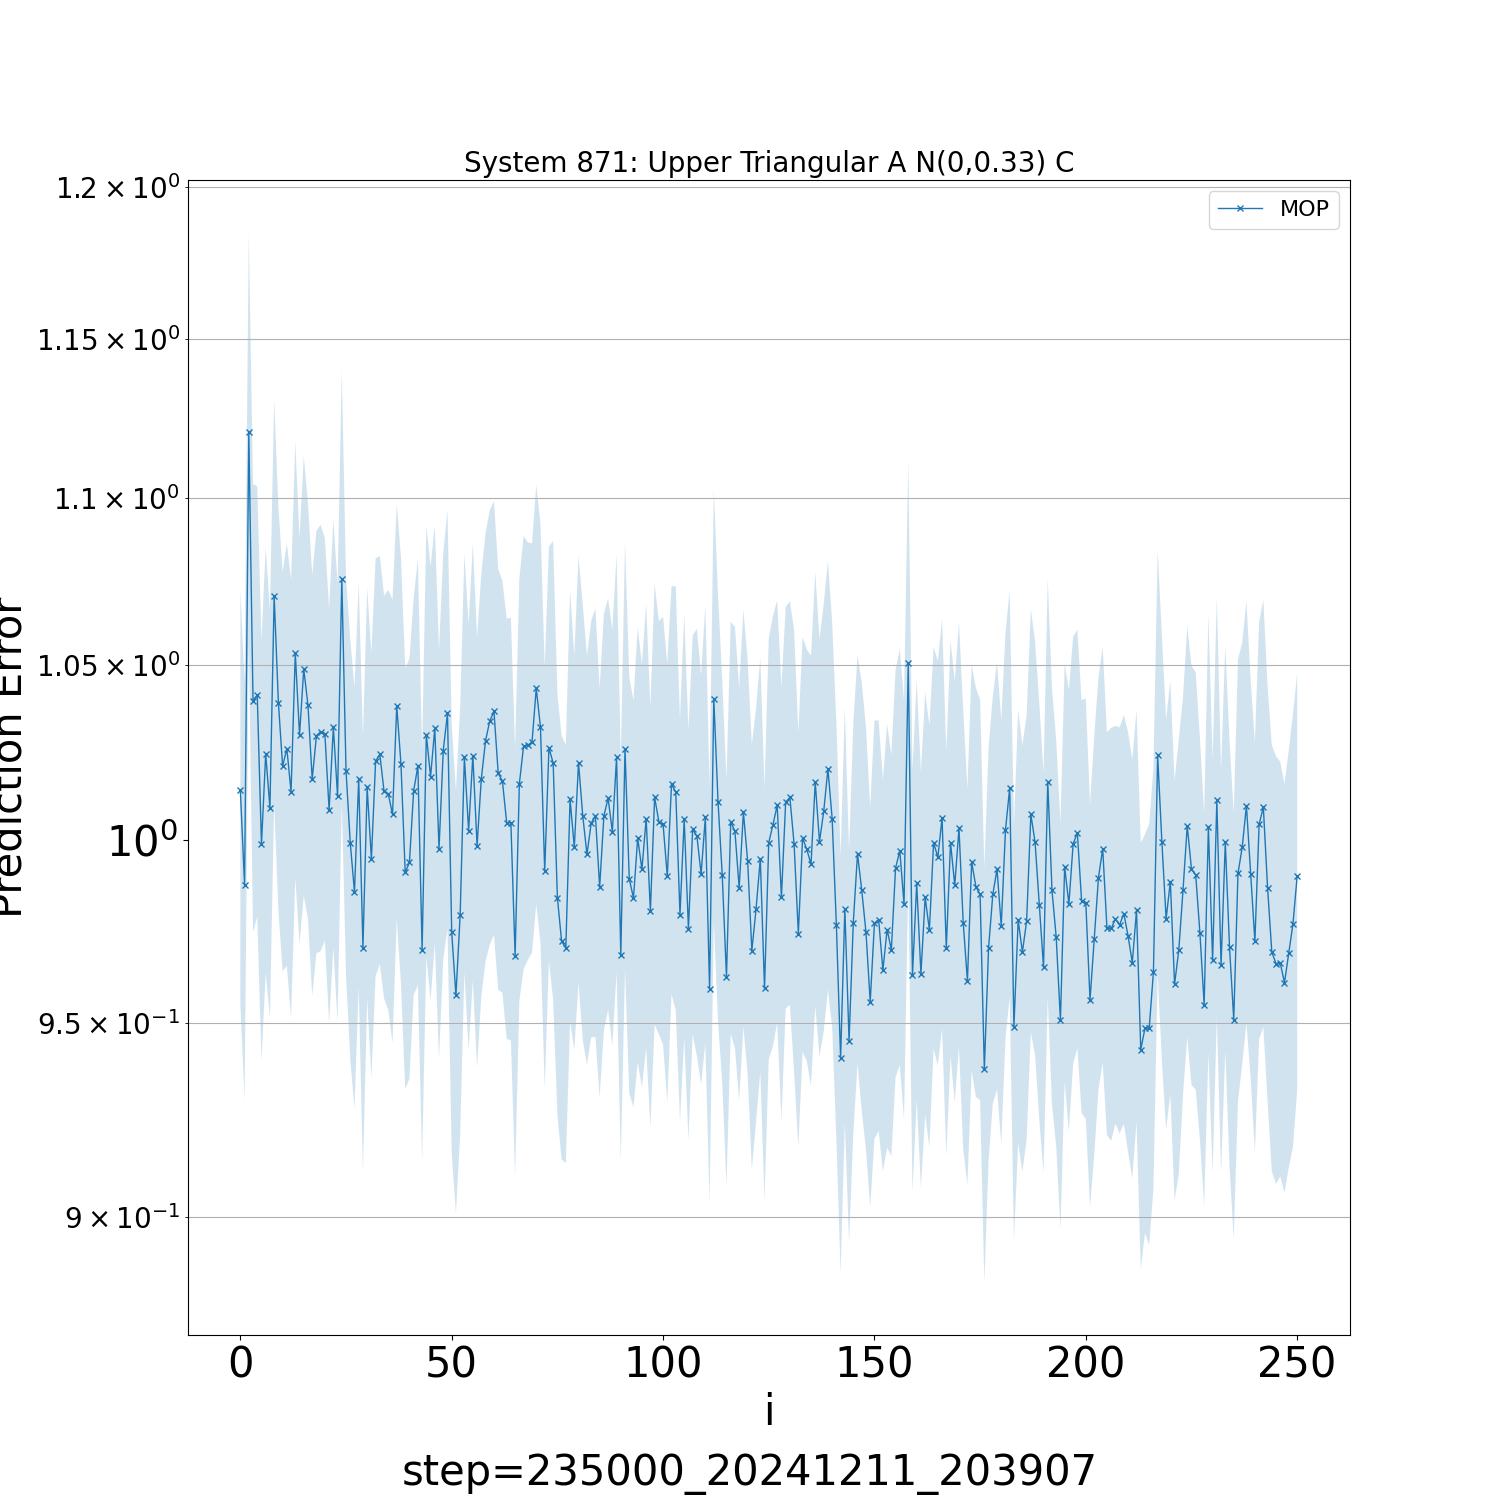 System 871: Upper Triangular A N(0,0.33) C
MOP
1.2 × 10⁰
1.15 × 10⁰
1.1 × 10⁰
1.05 × 10⁰
10⁰
9.5 × 10⁻¹
9 × 10⁻¹
Prediction Error
0 50 100 150 200 250
i
step=235000_20241211_203907